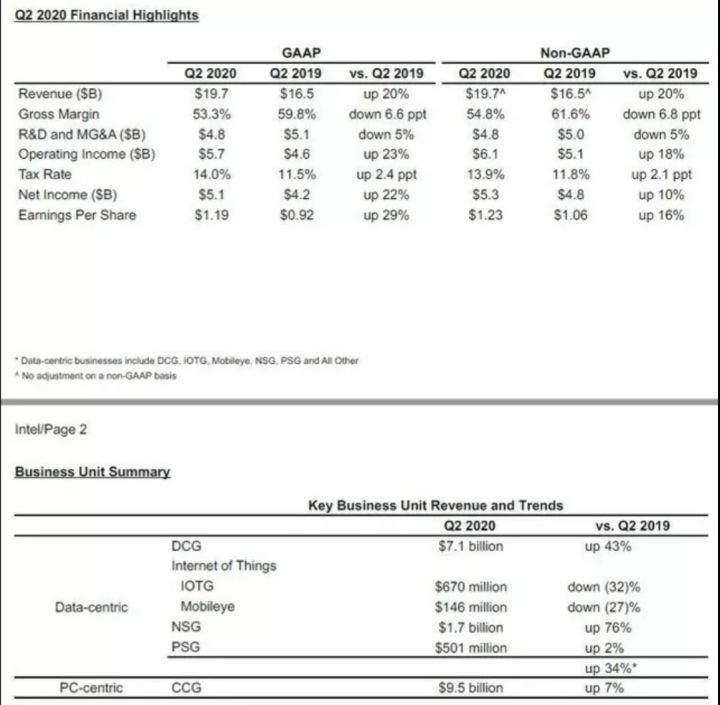 Q2 2020 Financial Highlights
GAAP Non-GAAP
Q2 2020 Q2 2019 vs. Q2 2019 Q2 2020 Q2 2019 vs. Q2 2019
Revenue ($B) $19.7 $16.5 up 20% $19.7^ $16.5^ up 20%
Gross Margin 53.3% 59.8% down 6.6 ppt 54.8% 61.6% down 6.8 ppt
R&D and MG&A ($B) $4.8 $5.1 down 5% $4.8 $5.0 down 5%
Operating Income ($B) $5.7 $4.6 up 23% $6.1 $5.1 up 18%
Tax Rate 14.0% 11.5% up 2.4 ppt 13.9% 11.8% up 2.1 ppt
Net Income ($B) $5.1 $4.2 up 22% $5.3 $4.8 up 10%
Earnings Per Share $1.19 $0.92 up 29% $1.23 $1.06 up 16%
* Data-centric businesses include DCG, IOTG, Mobileye, NSG, PSG and All Other
^ No adjustment on a non-GAAP basis
Intel/Page 2
Business Unit Summary
Key Business Unit Revenue and Trends
Q2 2020 vs. Q2 2019
DCG $7.1 billion up 43%
Internet of Things
IOTG $670 million down (32)%
Data-centric Mobileye $146 million down (27)%
NSG $1.7 billion up 76%
PSG $501 million up 2%
up 34%*
PC-centric CCG $9.5 billion up 7%